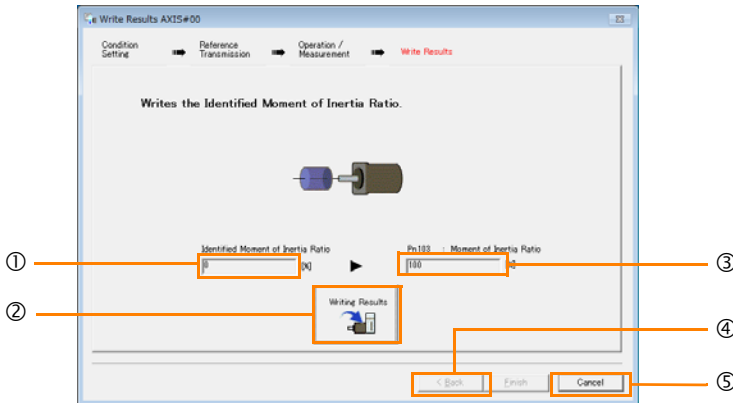 Write Results AXIS#00
Condition Setting
Reference Transmission
Operation / Measurement
Write Results
Writes the Identified Moment of Inertia Ratio.
Identified Moment of Inertia Ratio
Pn103 : Moment of Inertia Ratio
① 0 [%]
100 [%] ③
② Writing Results
④
< Back
Finish
Cancel ⑤